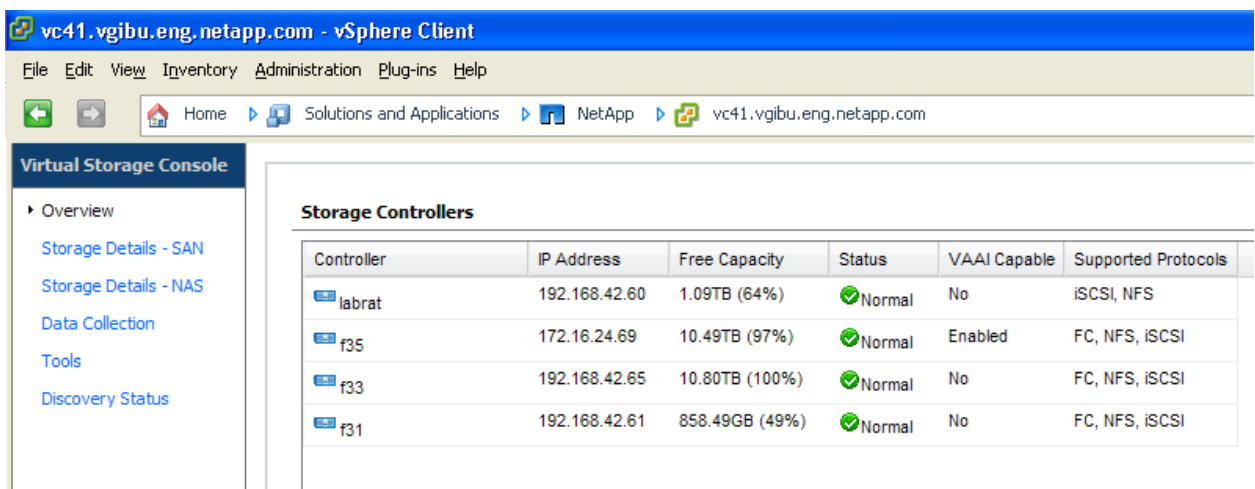 vc41.vgibu.eng.netapp.com - vSphere Client
File Edit View Inventory Administration Plug-ins Help
Home Solutions and Applications NetApp vc41.vgibu.eng.netapp.com
Virtual Storage Console
Overview
Storage Details - SAN
Storage Details - NAS
Data Collection
Tools
Discovery Status
Storage Controllers
Controller IP Address Free Capacity Status VAAI Capable Supported Protocols
labrat 192.168.42.60 1.09TB (64%) Normal No iSCSI, NFS
f35 172.16.24.69 10.49TB (97%) Normal Enabled FC, NFS, iSCSI
f33 192.168.42.65 10.80TB (100%) Normal No FC, NFS, iSCSI
f31 192.168.42.61 858.49GB (49%) Normal No FC, NFS, iSCSI